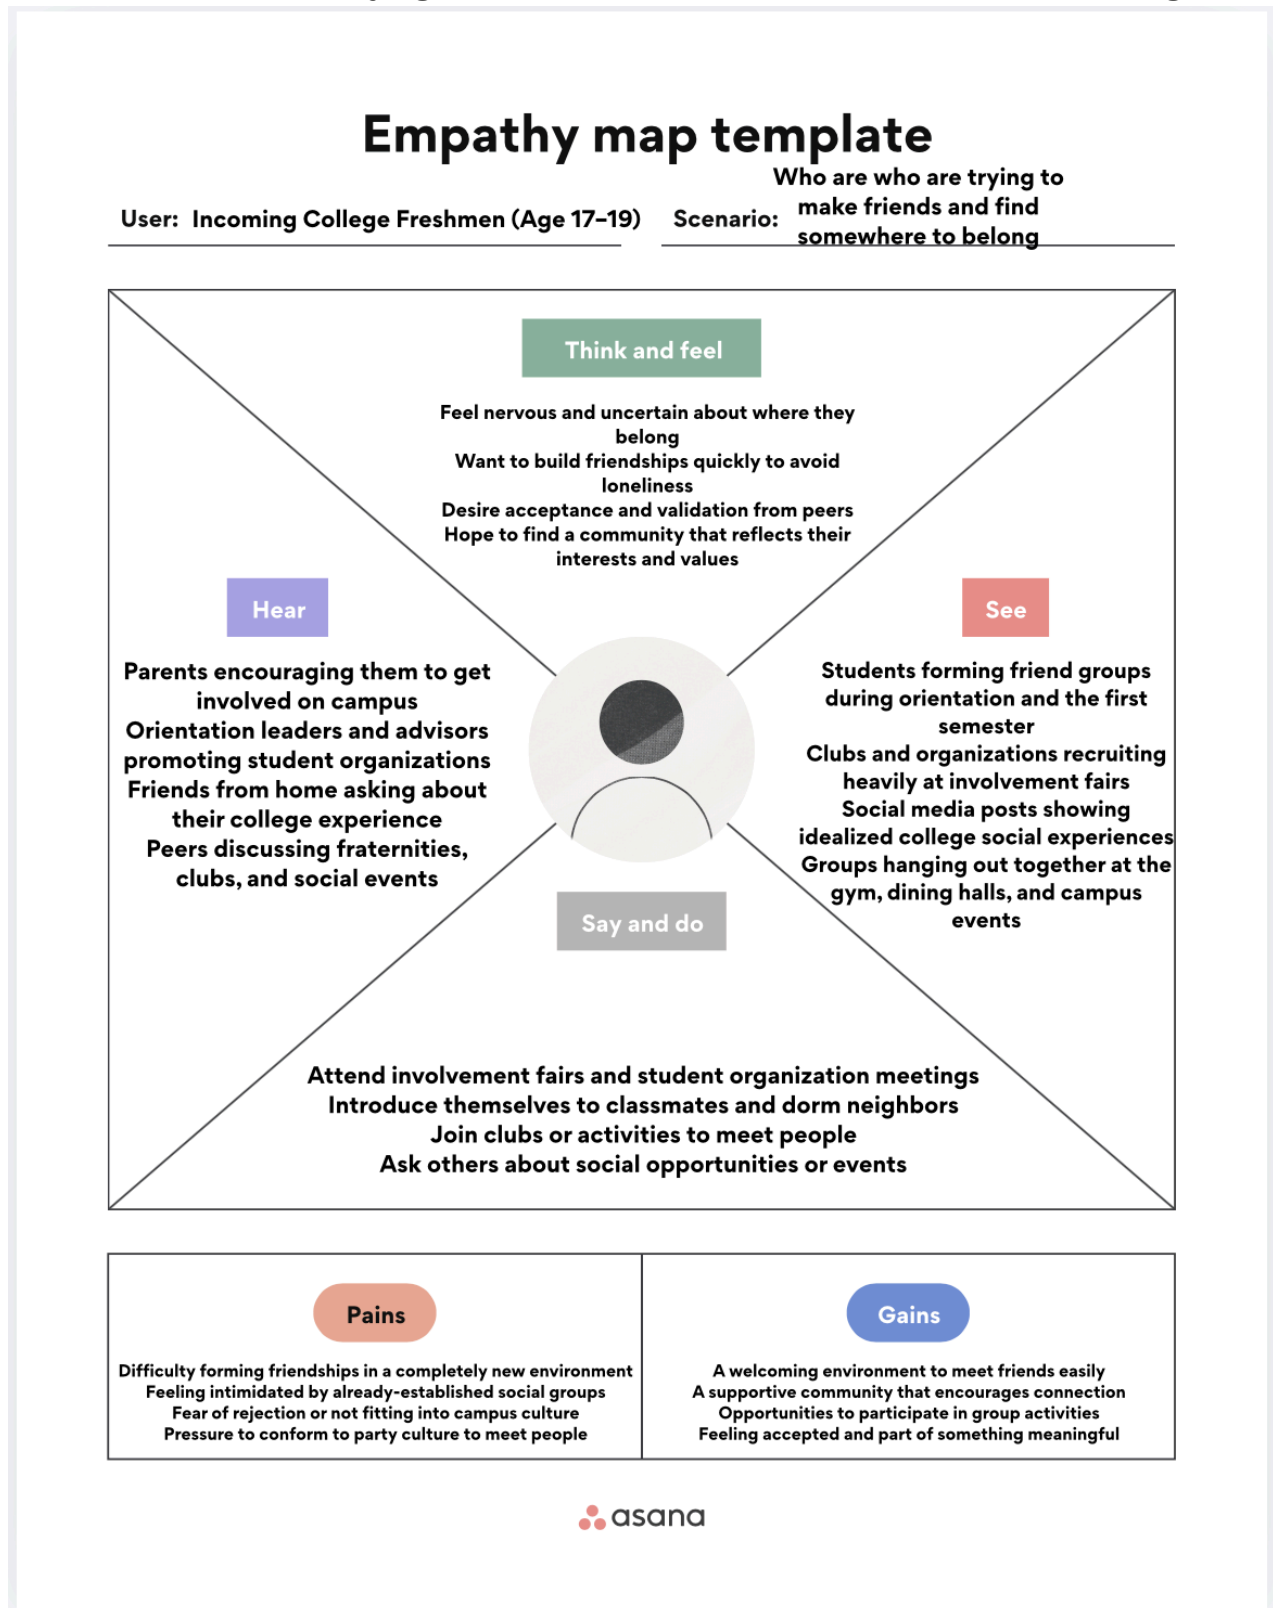 Empathy map template
User: Incoming College Freshmen (Age 17–19)
Scenario:
Who are who are trying to
make friends and find
somewhere to belong
Think and feel
Feel nervous and uncertain about where they
belong
Want to build friendships quickly to avoid
loneliness
Desire acceptance and validation from peers
Hope to find a community that reflects their
interests and values
Hear
Parents encouraging them to get
involved on campus
Orientation leaders and advisors
promoting student organizations
Friends from home asking about
their college experience
Peers discussing fraternities,
clubs, and social events
See
Students forming friend groups
during orientation and the first
semester
Clubs and organizations recruiting
heavily at involvement fairs
Social media posts showing
idealized college social experiences
Groups hanging out together at the
gym, dining halls, and campus
events
Say and do
Attend involvement fairs and student organization meetings
Introduce themselves to classmates and dorm neighbors
Join clubs or activities to meet people
Ask others about social opportunities or events
Pains
Difficulty forming friendships in a completely new environment
Feeling intimidated by already-established social groups
Fear of rejection or not fitting into campus culture
Pressure to conform to party culture to meet people
Gains
A welcoming environment to meet friends easily
A supportive community that encourages connection
Opportunities to participate in group activities
Feeling accepted and part of something meaningful
asana